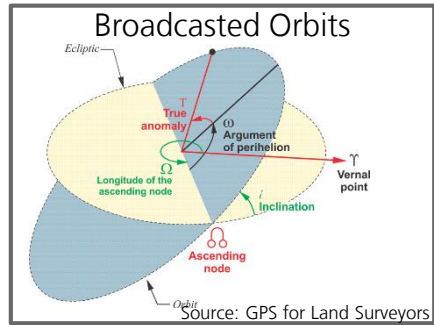 Broadcasted Orbits
Ecliptic
T
True
anomaly
ω
Argument
of perihelion
♈
Vernal
point
Ω
Longitude of the
ascending node
i
Inclination
☊
Ascending
node
Orbit
Source: GPS for Land Surveyors